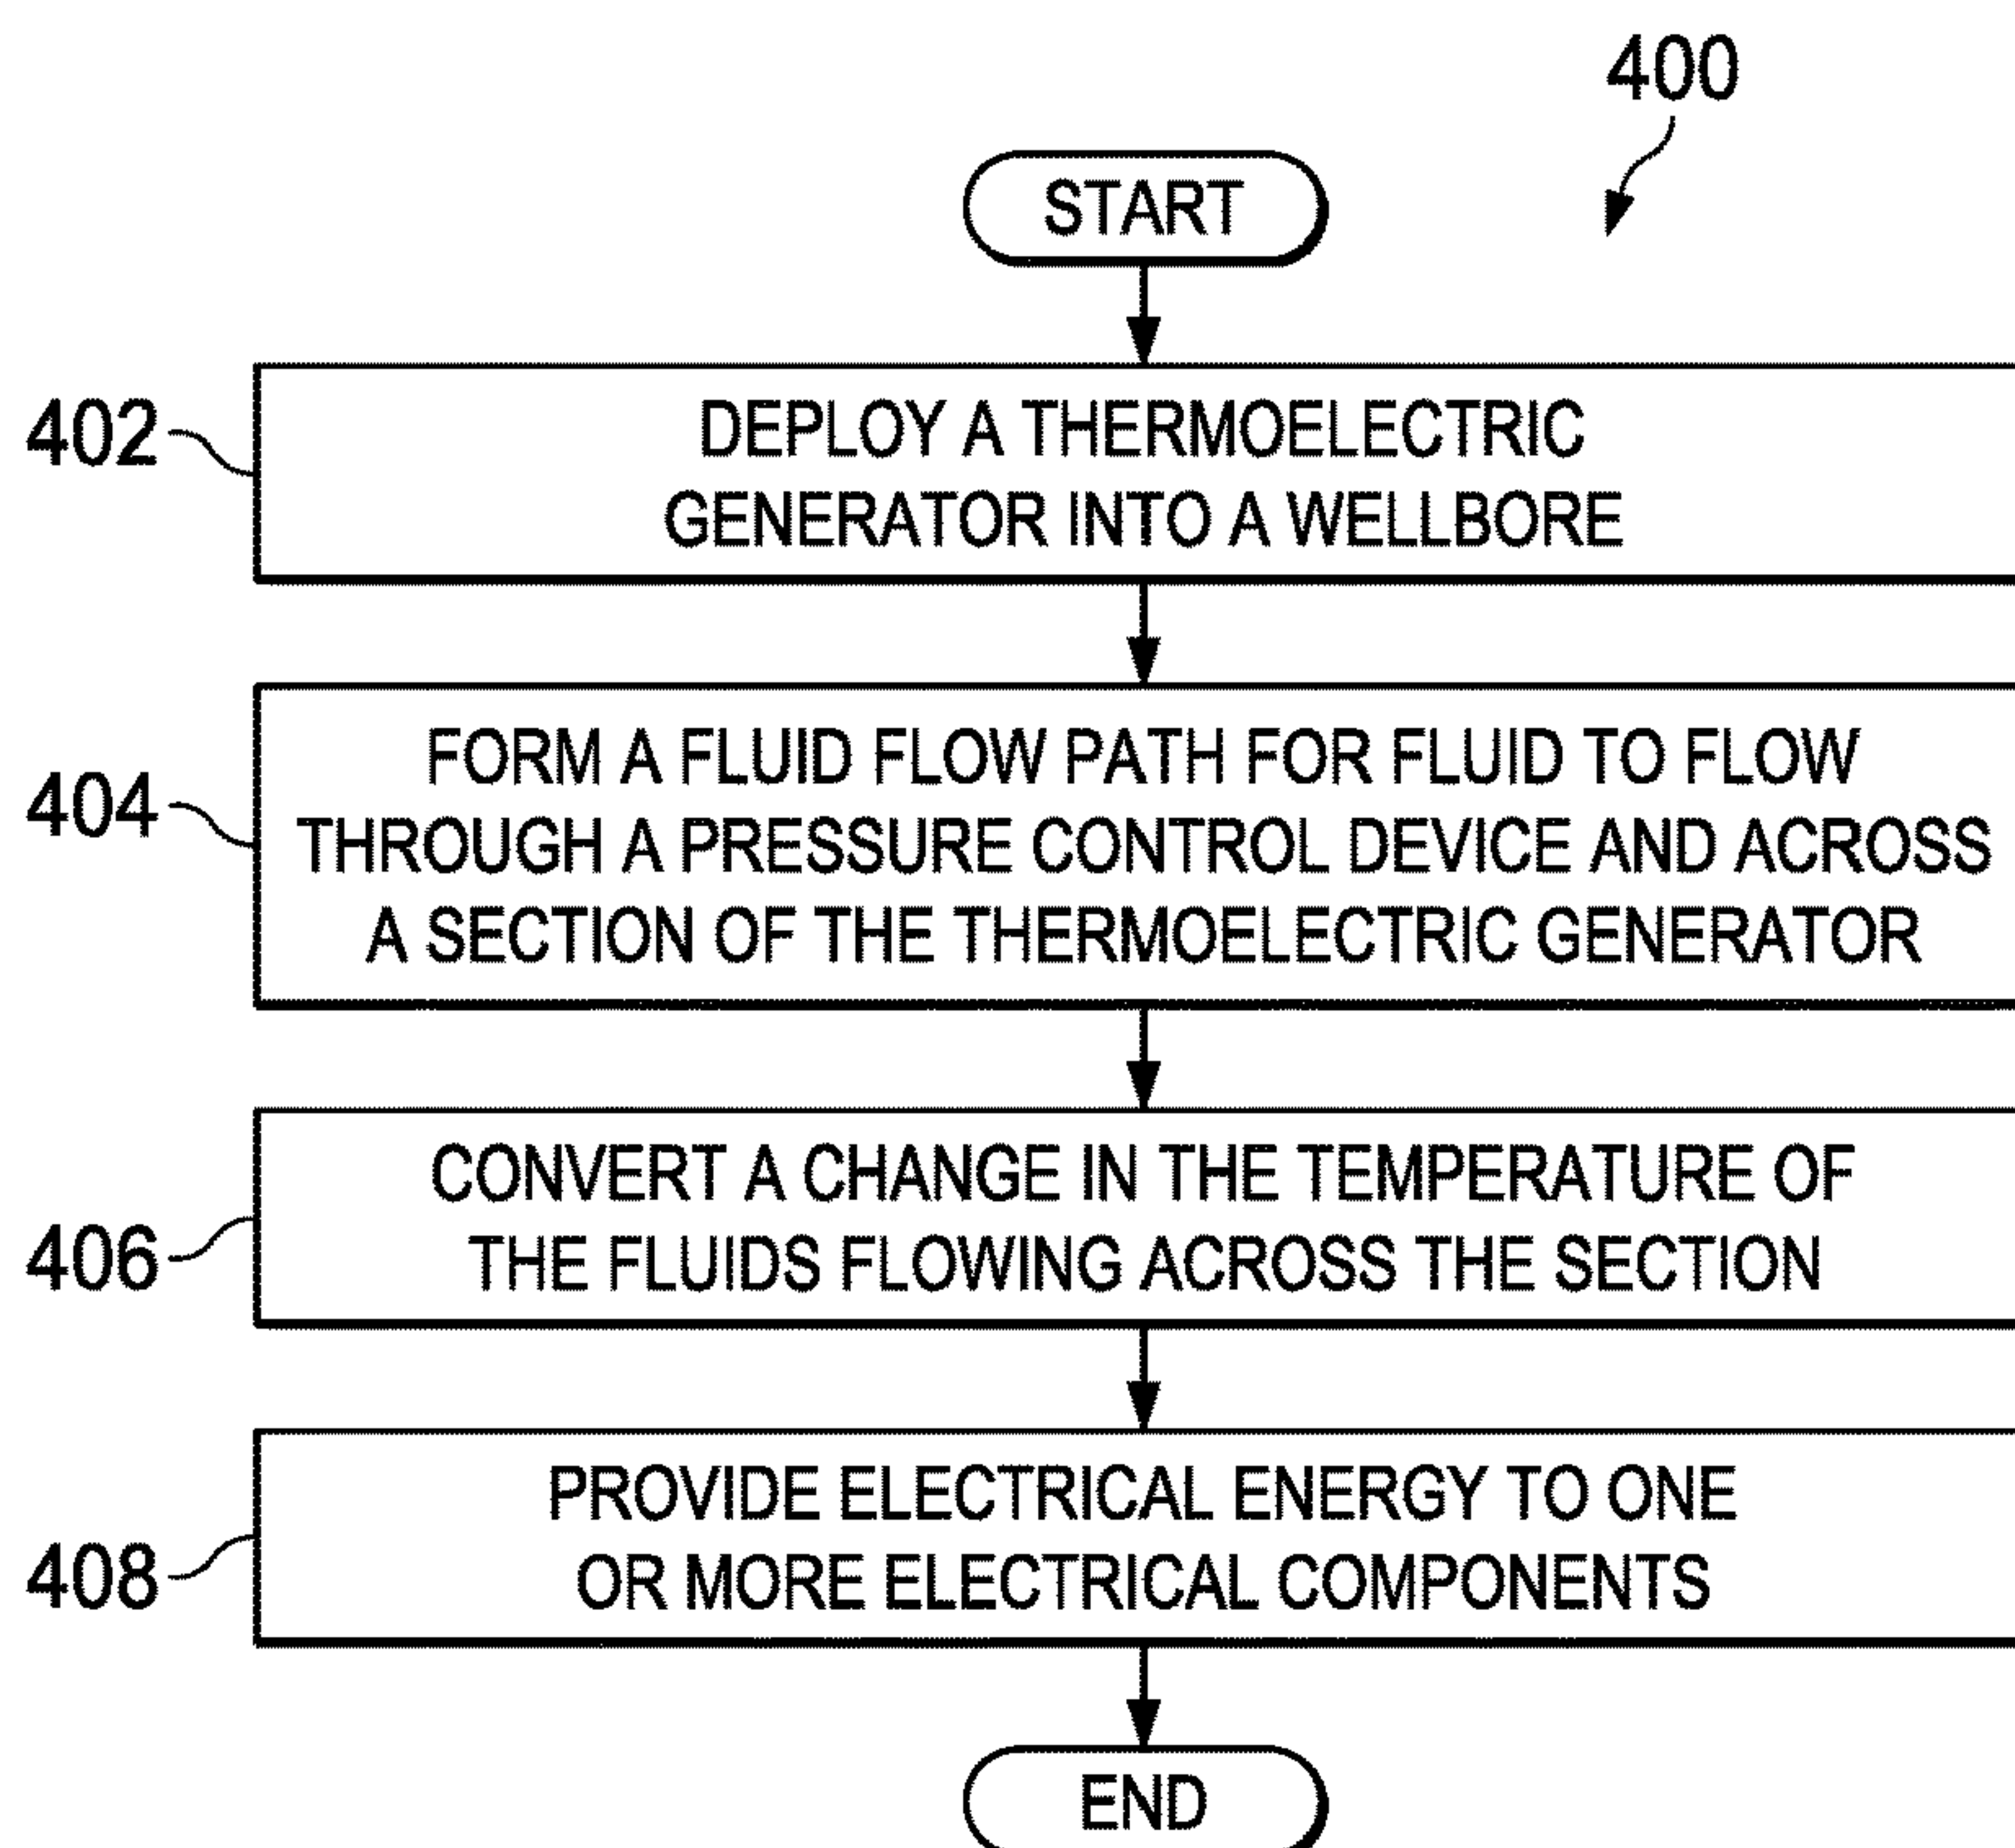 400
START
402
DEPLOY A THERMOELECTRIC
GENERATOR INTO A WELLBORE
404
FORM A FLUID FLOW PATH FOR FLUID TO FLOW
THROUGH A PRESSURE CONTROL DEVICE AND ACROSS
A SECTION OF THE THERMOELECTRIC GENERATOR
406
CONVERT A CHANGE IN THE TEMPERATURE OF
THE FLUIDS FLOWING ACROSS THE SECTION
408
PROVIDE ELECTRICAL ENERGY TO ONE
OR MORE ELECTRICAL COMPONENTS
END